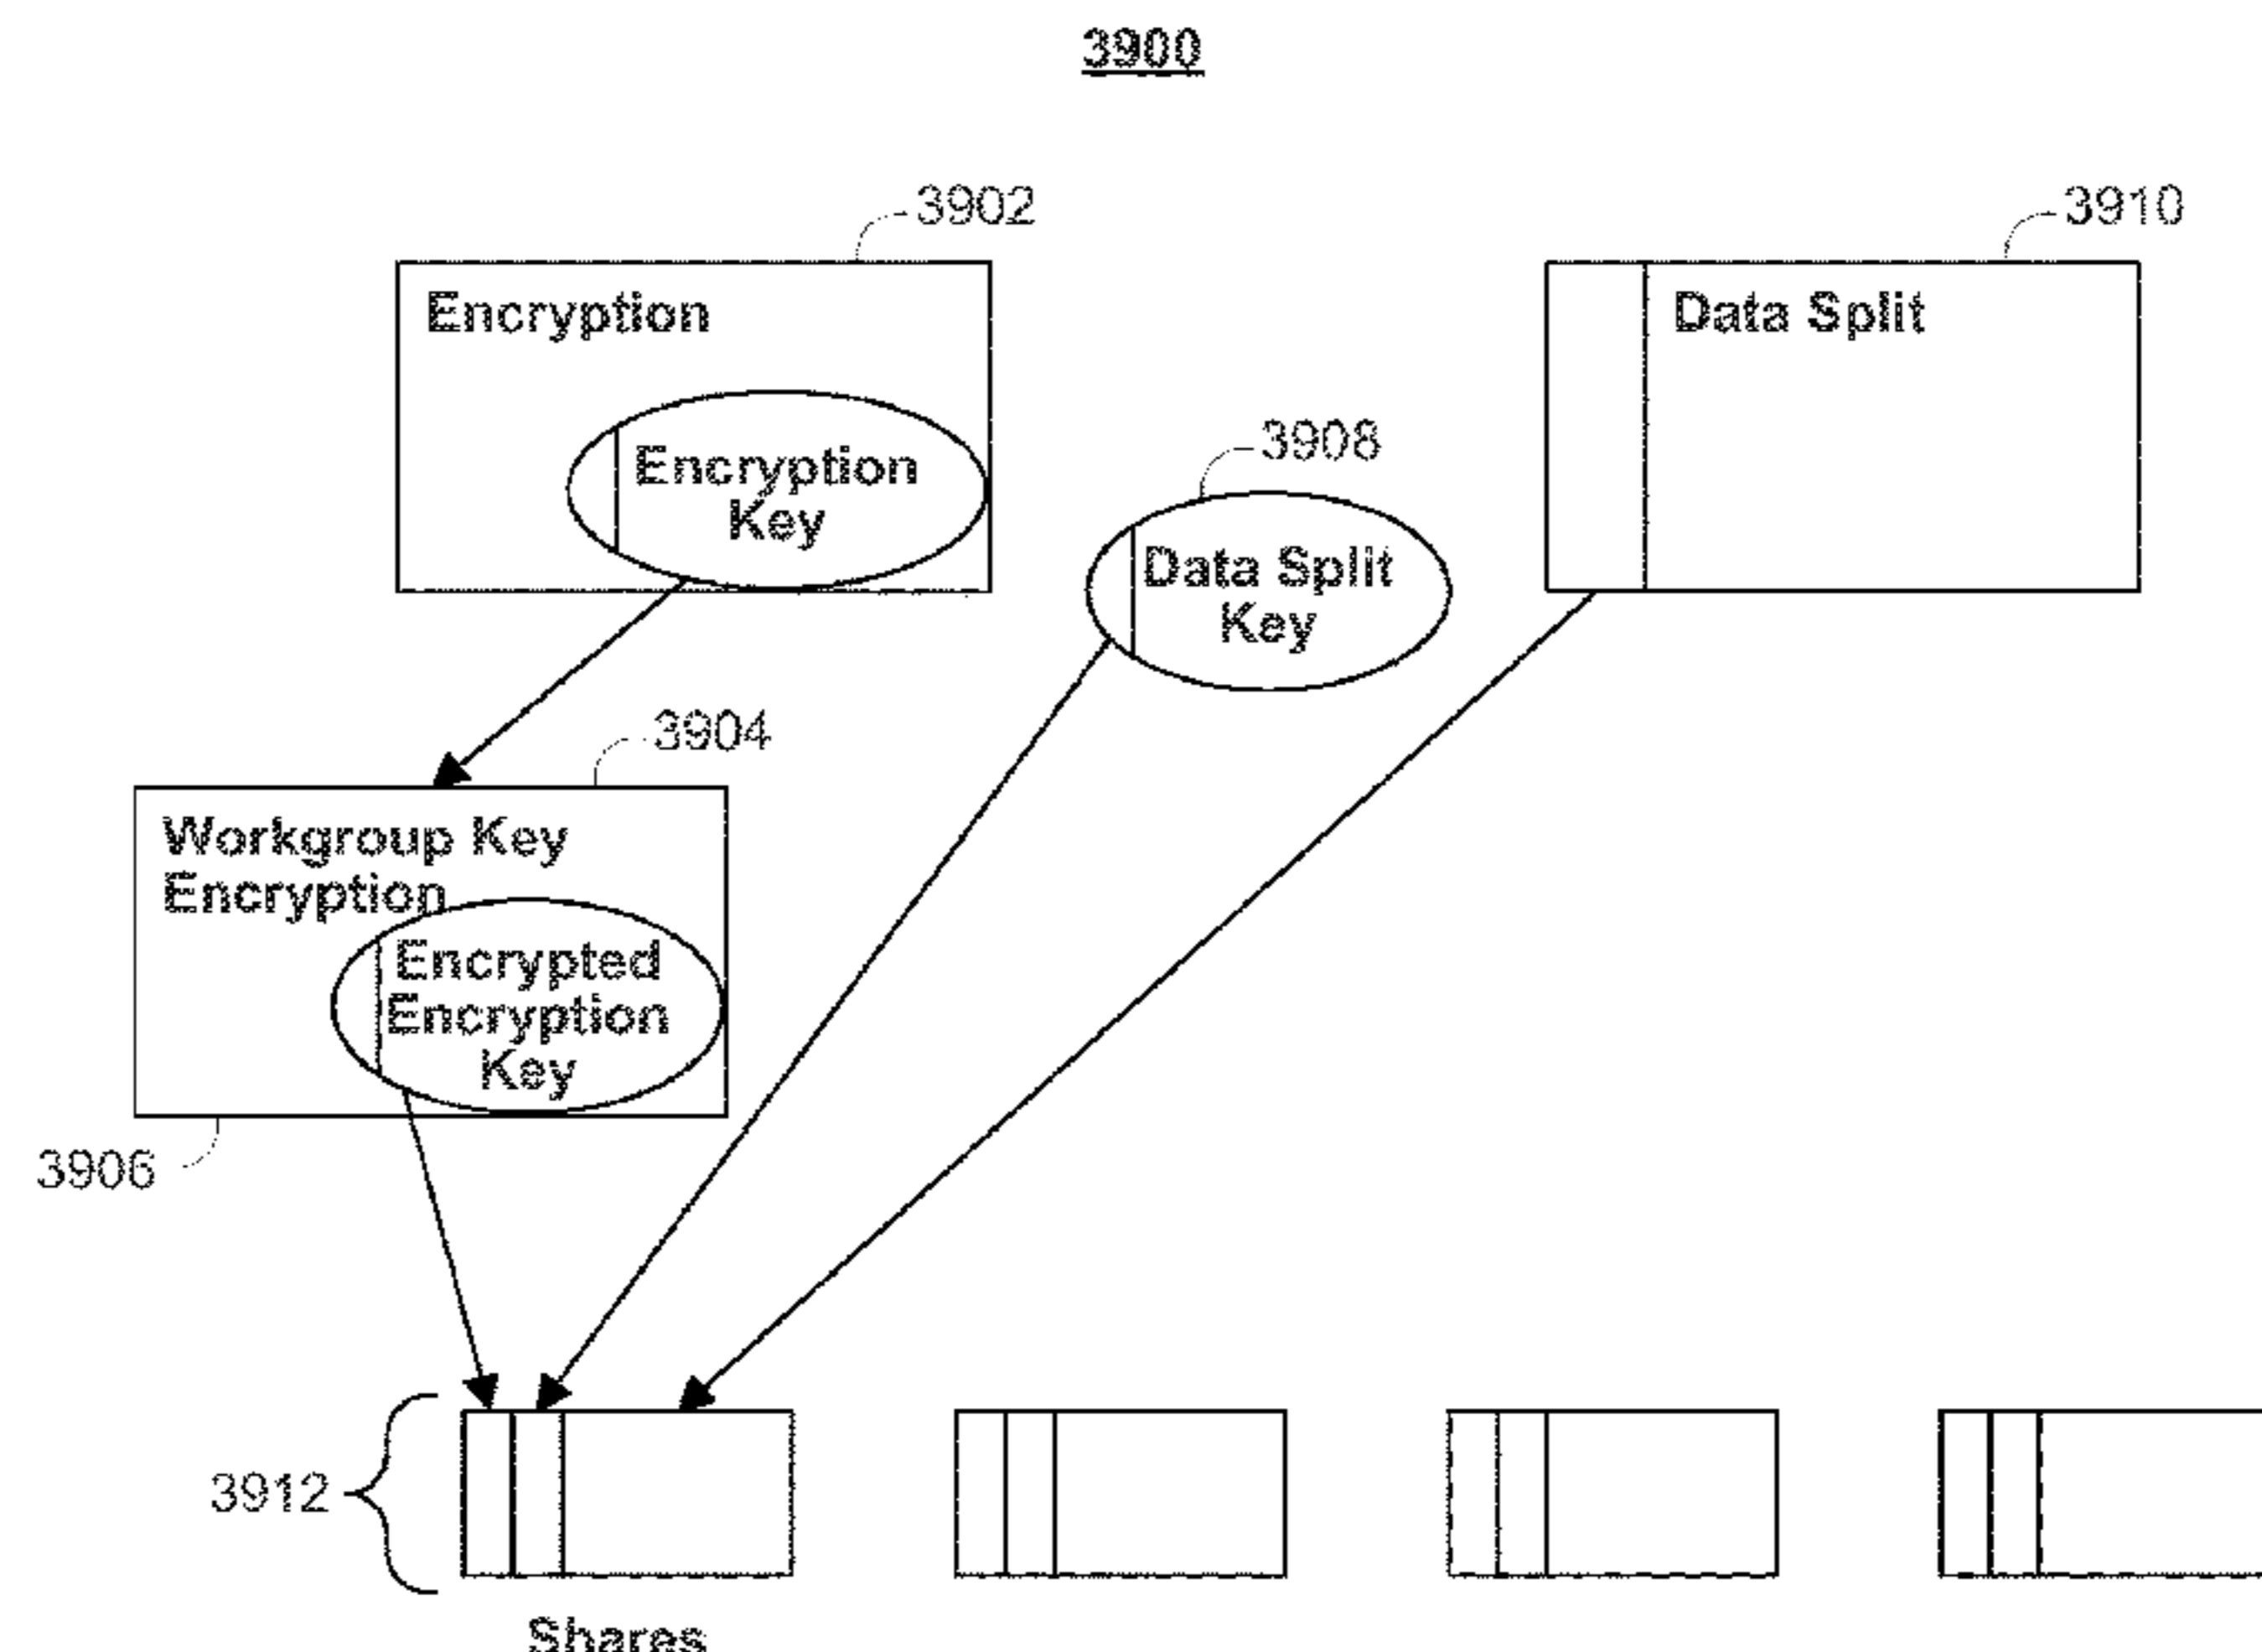 3900
3902
3910
Encryption
Data Split
3908
Encryption
Key
Data Split
Key
3904
Workgroup Key
Encryption
Encrypted
Encryption
Key
3906
3912
Shares